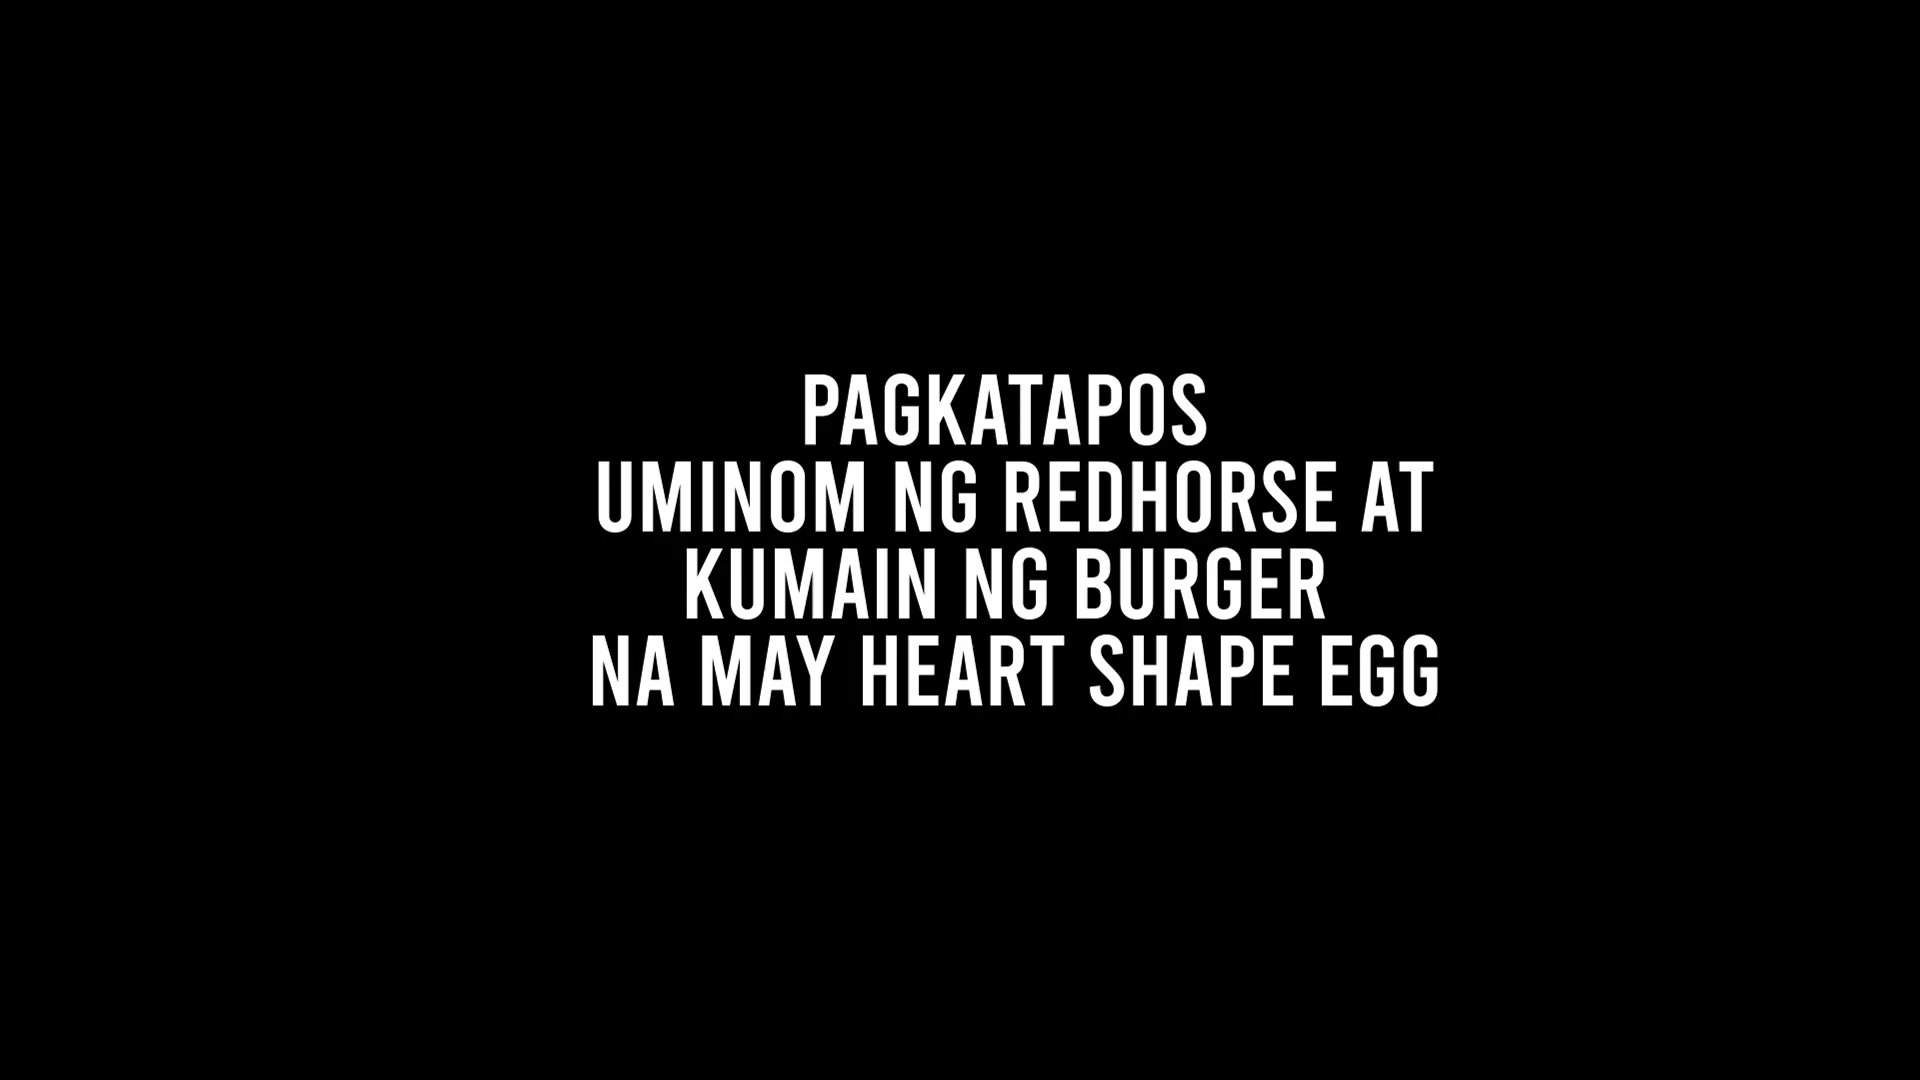 PAGKATAPOS
UMINOM NG REDHORSE AT
KUMAIN NG BURGER
NA MAY HEART SHAPE EGG